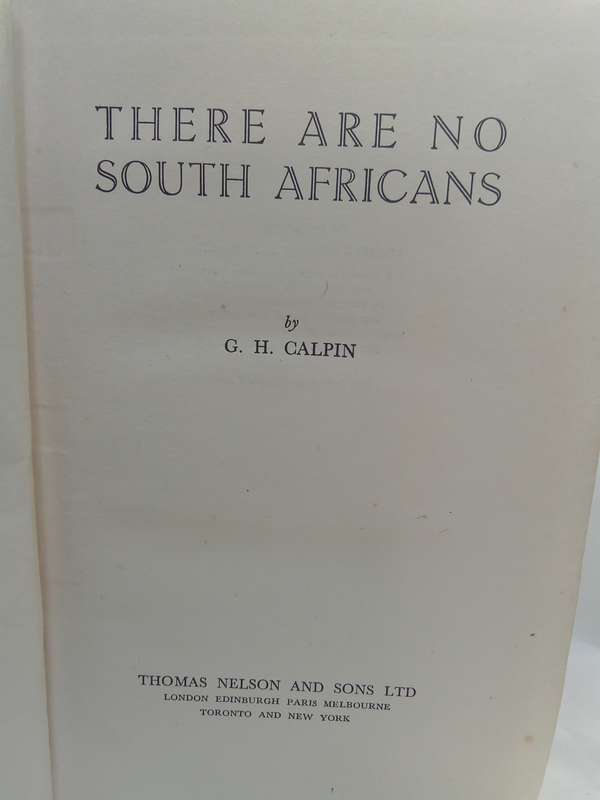 THERE ARE NO
SOUTH AFRICANS
by
G. H. CALPIN
THOMAS NELSON AND SONS LTD
LONDON EDINBURGH PARIS MELBOURNE
TORONTO AND NEW YORK